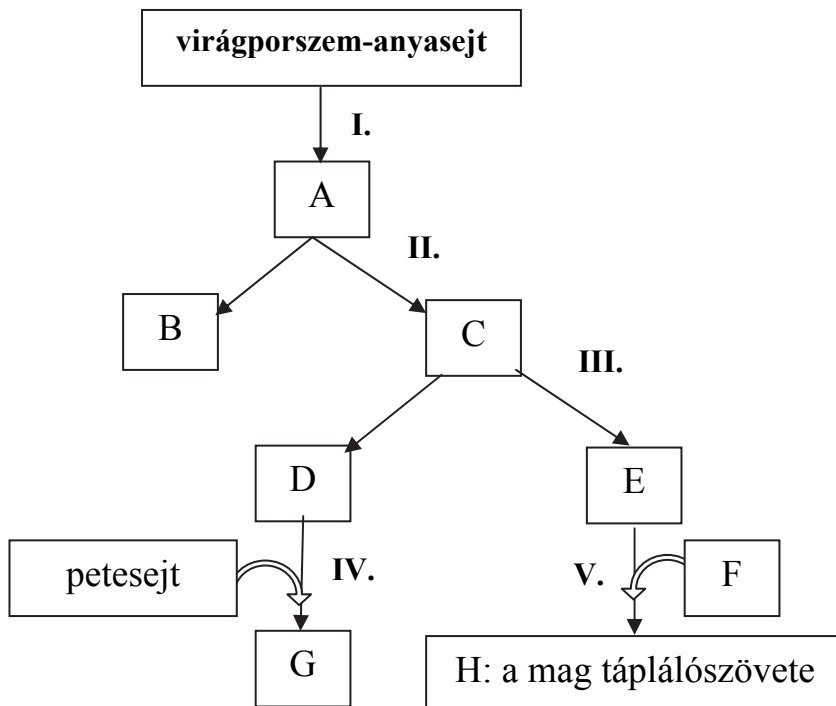 virágporszem-anyasejt
I.
A
II.
B
C
III.
D
E
petesejt
IV.
V.
F
G
H: a mag táplálószövete